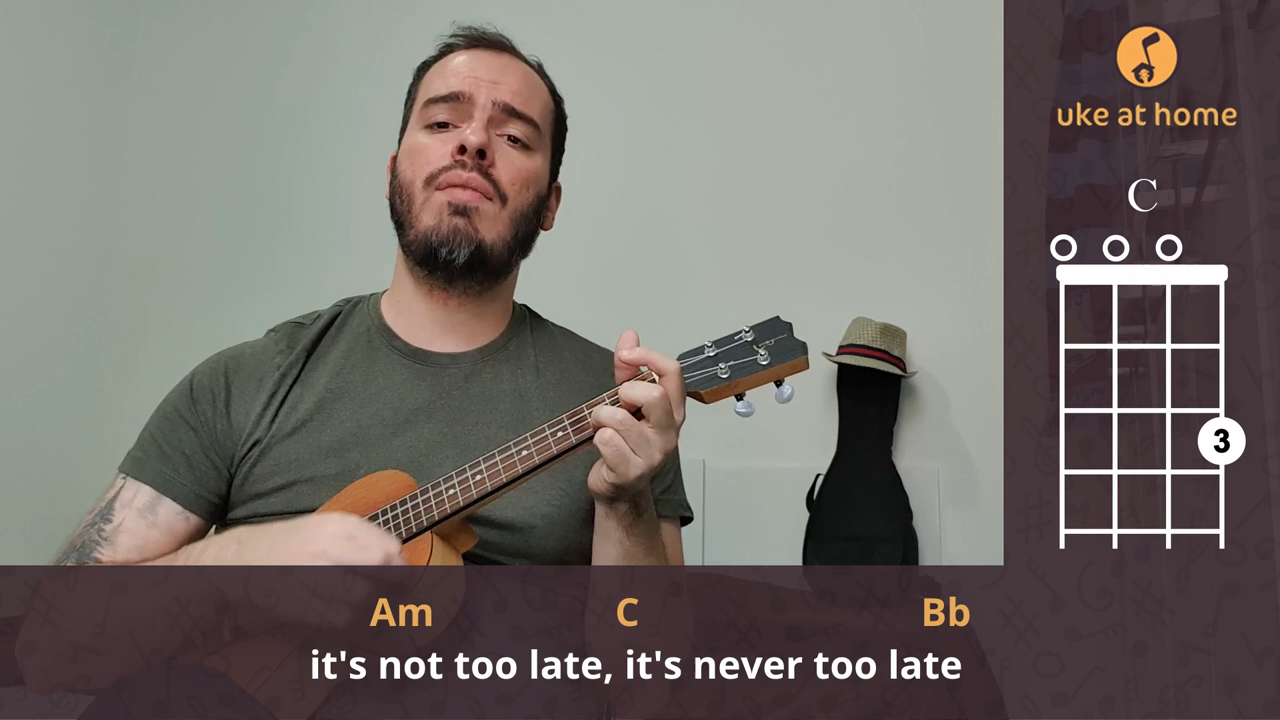 uke at home
C
3
Am C Bb
it's not too late, it's never too late